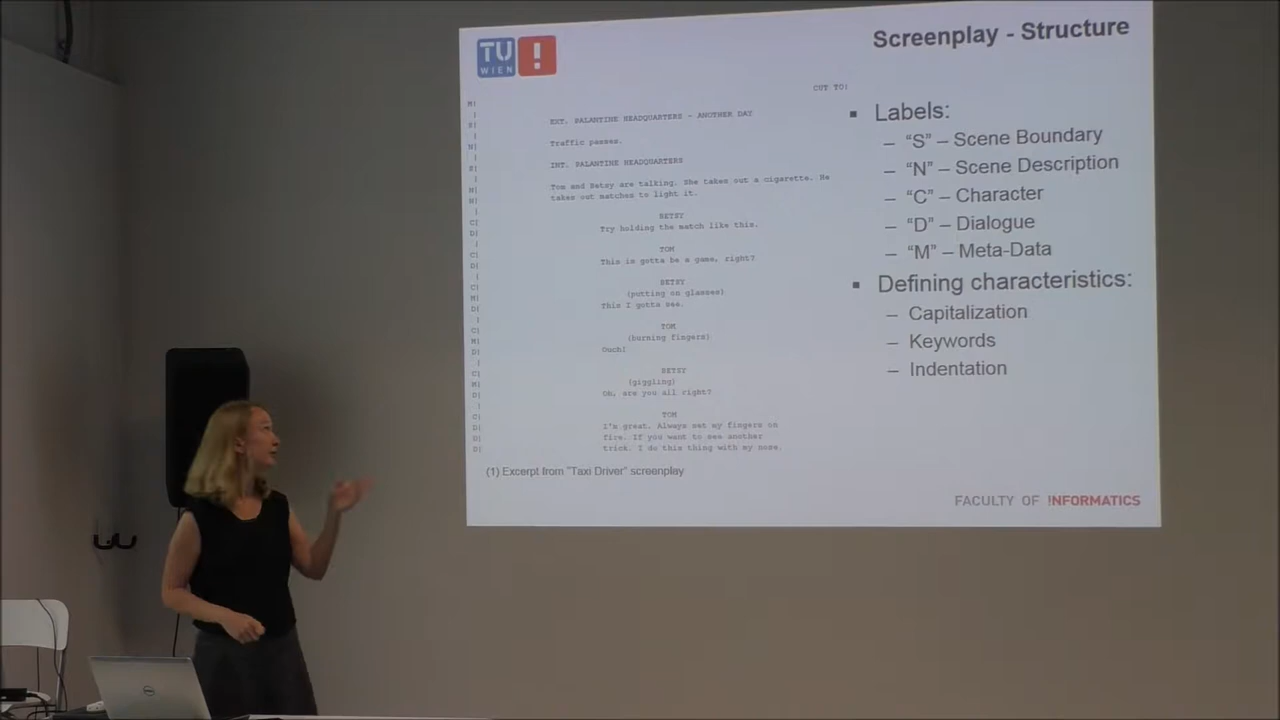 TU
WIEN
!
Screenplay - Structure
CUT TO:
M|
|
S|
|
N|
|
S|
|
N|
N|
|
C|
D|
|
C|
D|
|
C|
M|
D|
|
C|
M|
D|
|
C|
M|
D|
|
C|
D|
D|
D|
EXT. PALANTINE HEADQUARTERS - ANOTHER DAY
Traffic passes.
INT. PALANTINE HEADQUARTERS
Tom and Betsy are talking. She takes out a cigarette. He
takes out matches to light it.
BETSY
Try holding the match like this.
TOM
This is gotta be a game, right?
BETSY
(putting on glasses)
This I gotta see.
TOM
(burning fingers)
Ouch!
BETSY
(giggling)
Oh, are you all right?
TOM
I'm great. Always set my fingers on
fire. If you want to see another
trick. I do this thing with my nose.
(1) Excerpt from "Taxi Driver" screenplay
▪ Labels:
– “S” – Scene Boundary
– “N” – Scene Description
– “C” – Character
– “D” – Dialogue
– “M” – Meta-Data
▪ Defining characteristics:
– Capitalization
– Keywords
– Indentation
FACULTY OF !NFORMATICS
DELL